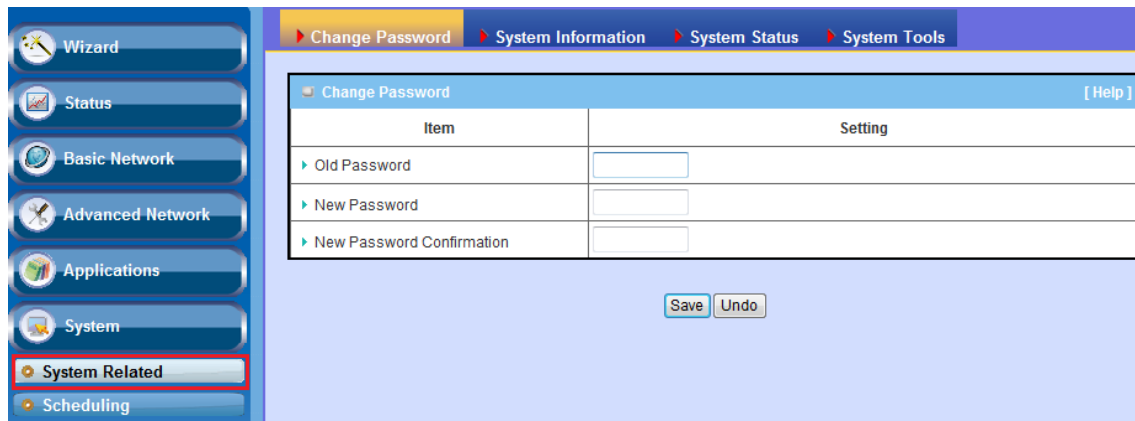 Wizard
Status
Basic Network
Advanced Network
Applications
System
System Related
Scheduling
Change Password System Information System Status System Tools
Change Password [ Help ]
Item Setting
Old Password
New Password
New Password Confirmation
Save Undo